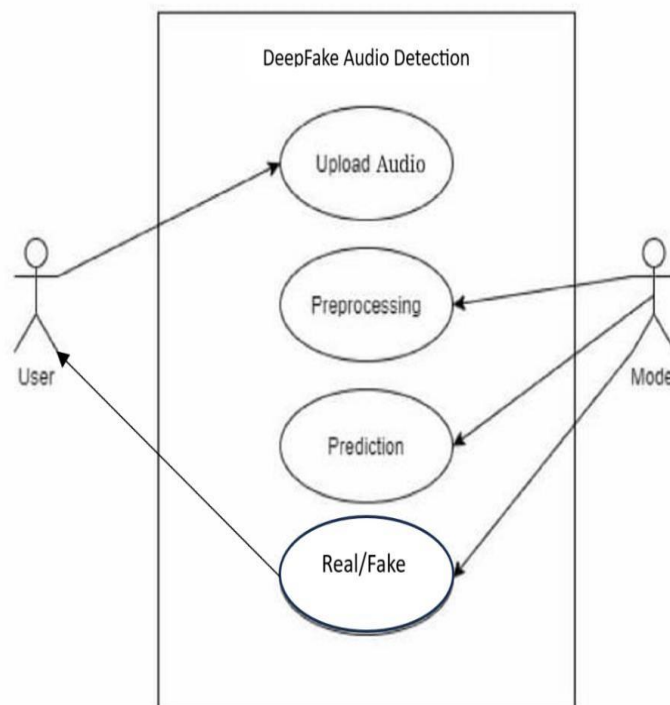 DeepFake Audio Detection
Upload Audio
Preprocessing
User
Mode
Prediction
Real/Fake